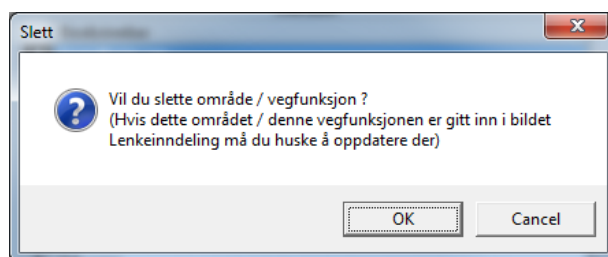 Slett
Vil du slette område / vegfunksjon ?
(Hvis dette området / denne vegfunksjonen er gitt inn i bildet
Lenkeinndeling må du huske å oppdatere der)
OK
Cancel